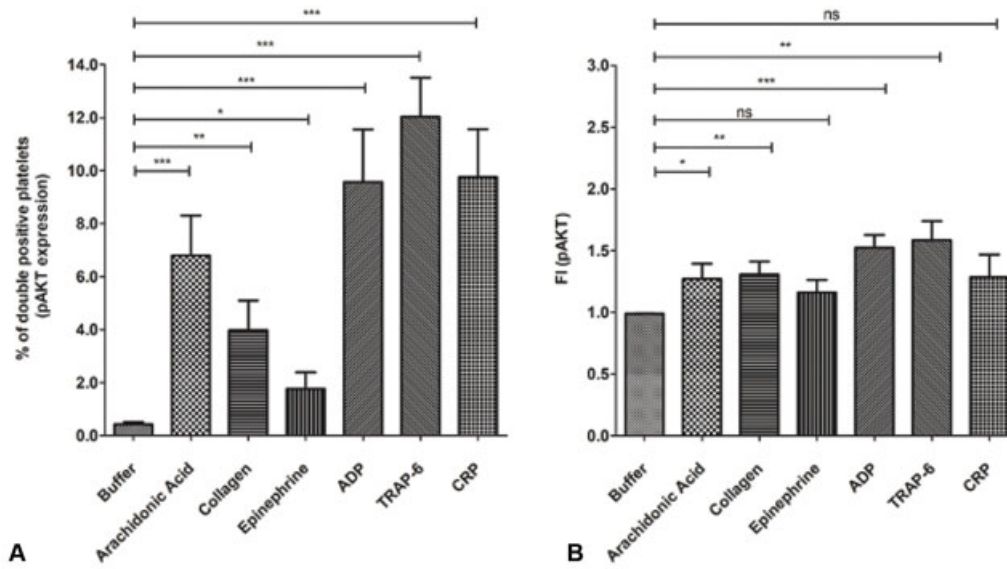 ***
***
***
*
**
***
14.0
12.0
10.0
8.0
6.0
4.0
2.0
0.0
% of double positive platelets
(pAKT expression)
Buffer
Arachidonic Acid
Collagen
Epinephrine
ADP
TRAP-6
CRP
A
ns
**
***
ns
**
*
3.0
2.5
2.0
1.5
1.0
0.5
0.0
FI (pAKT)
Buffer
Arachidonic Acid
Collagen
Epinephrine
ADP
TRAP-6
CRP
B